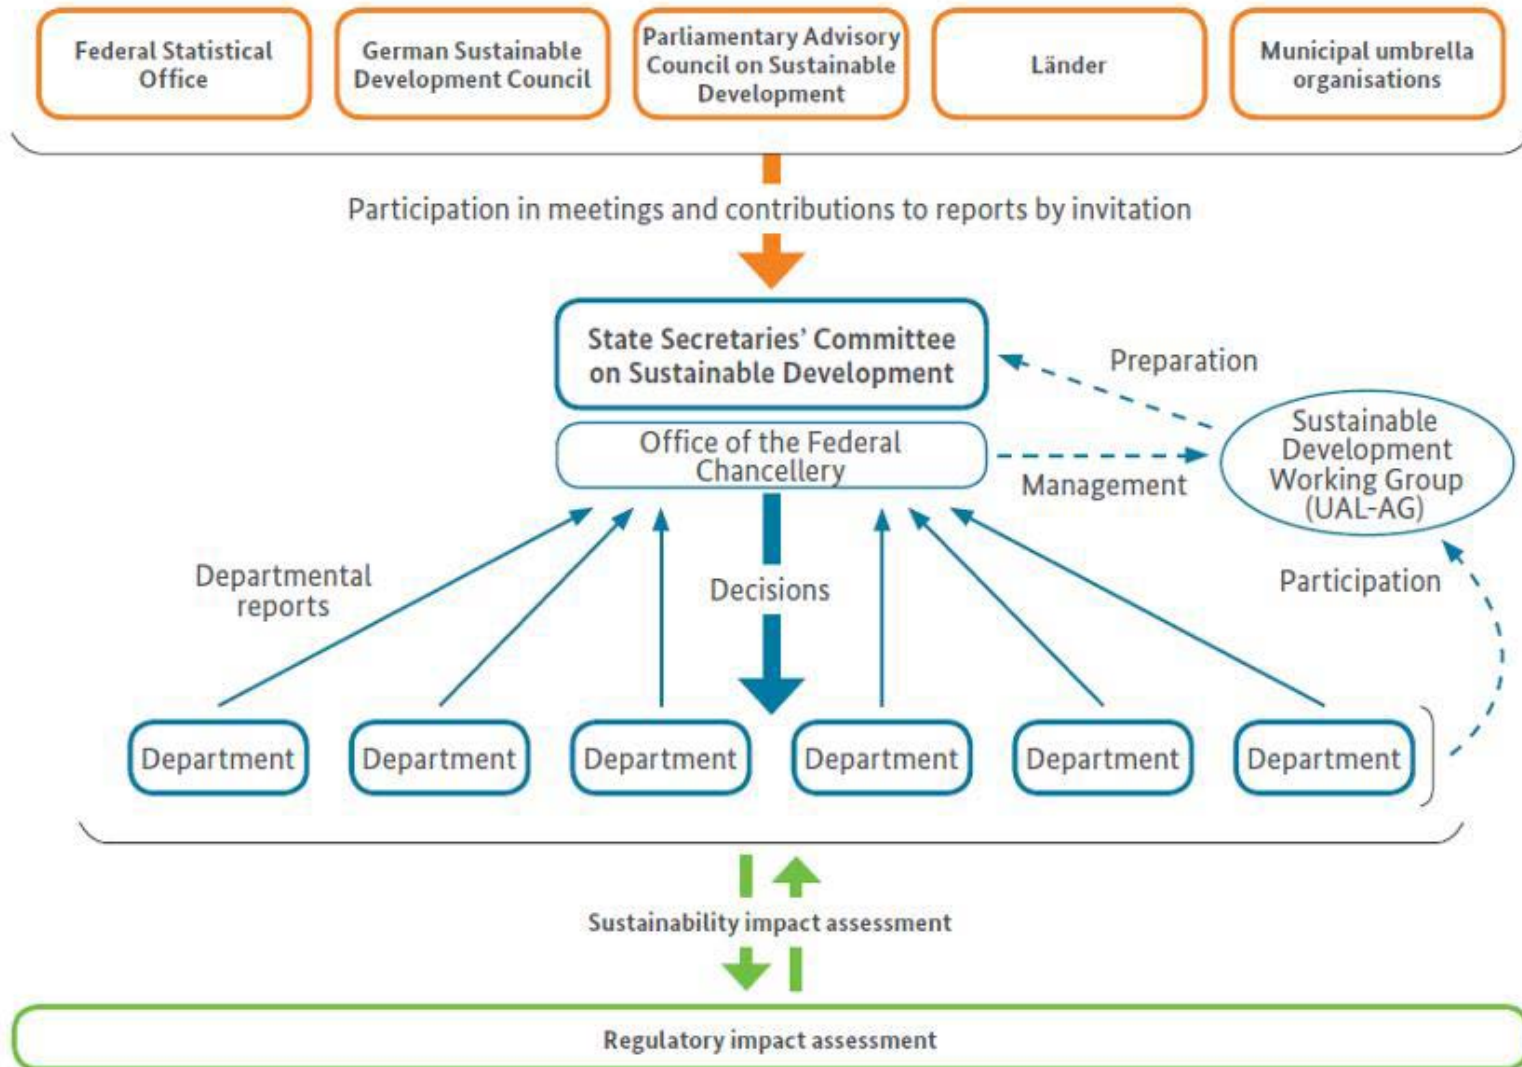 Federal Statistical
Office
German Sustainable
Development Council
Parliamentary Advisory
Council on Sustainable
Development
Länder
Municipal umbrella
organisations
Participation in meetings and contributions to reports by invitation
State Secretaries’ Committee
on Sustainable Development
Preparation
Office of the Federal
Chancellery
Management
Sustainable
Development
Working Group
(UAL-AG)
Departmental
reports
Decisions
Participation
Department
Department
Department
Department
Department
Department
Sustainability impact assessment
Regulatory impact assessment